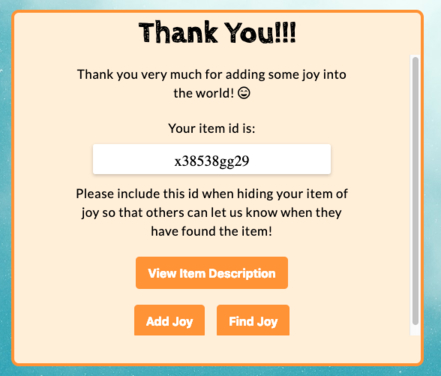 Thank You!!!
Thank you very much for adding some joy into
the world! 😄
Your item id is:
x38538gg29
Please include this id when hiding your item of
joy so that others can let us know when they
have found the item!
View Item Description
Add Joy Find Joy